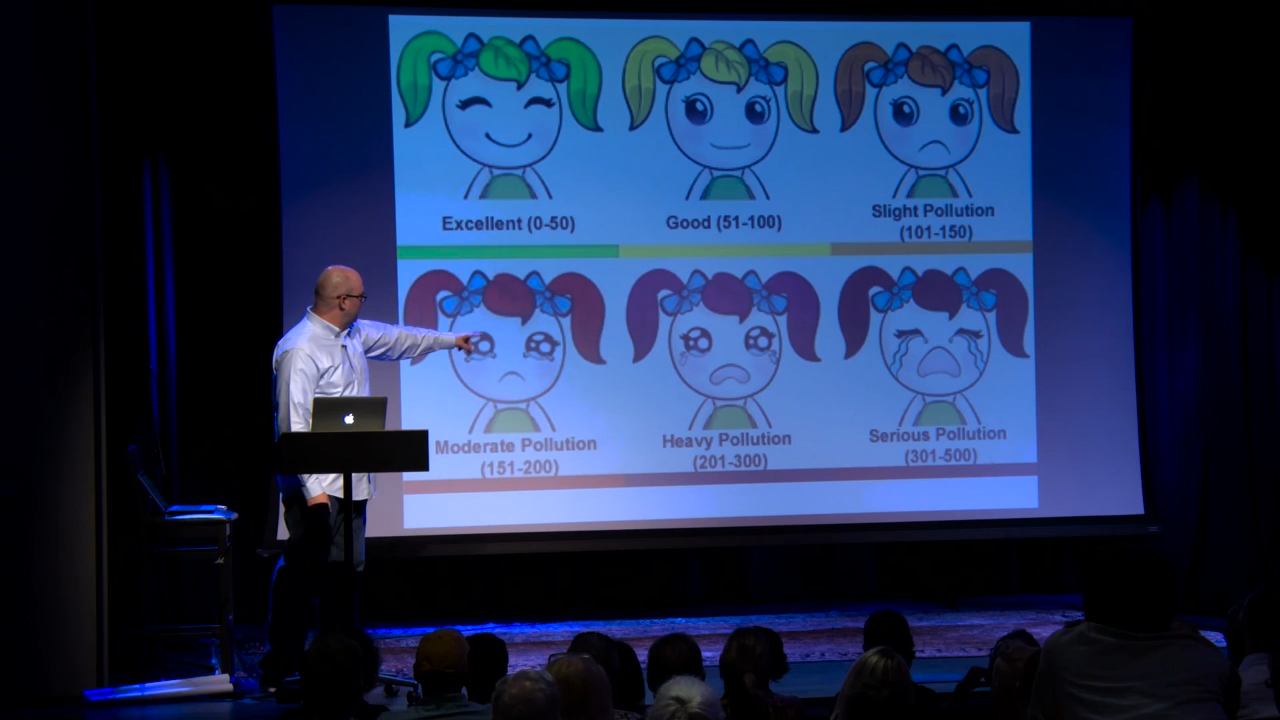 Excellent (0-50)
Good (51-100)
Slight Pollution
(101-150)
Moderate Pollution
(151-200)
Heavy Pollution
(201-300)
Serious Pollution
(301-500)